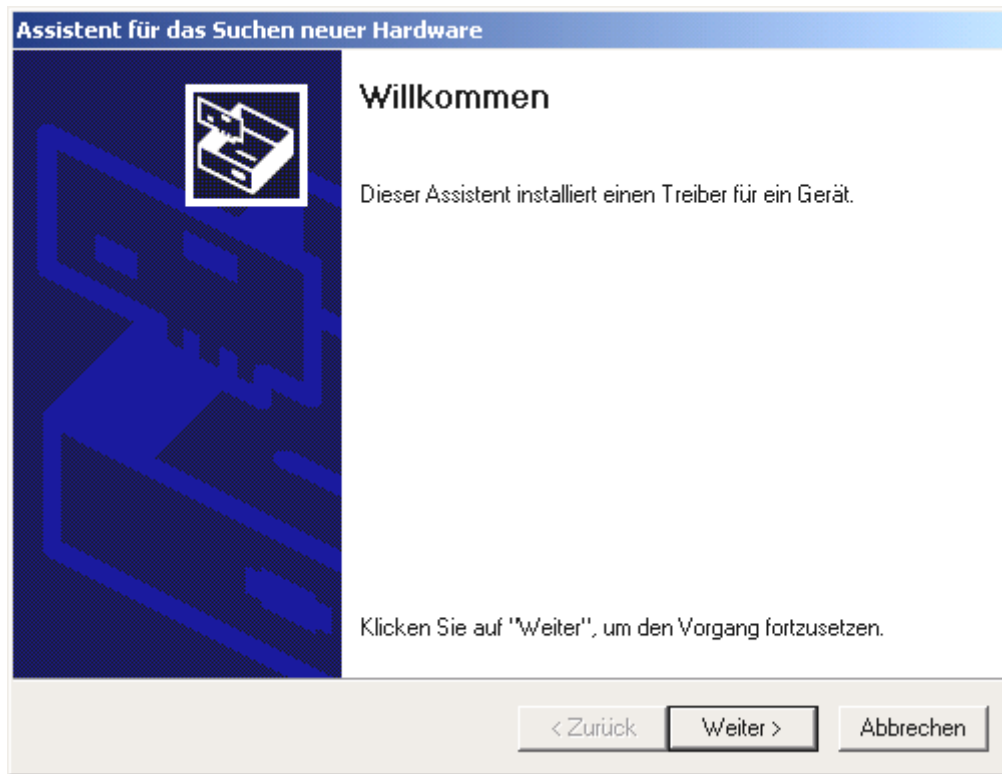 Assistent für das Suchen neuer Hardware
Willkommen
Dieser Assistent installiert einen Treiber für ein Gerät.
Klicken Sie auf "Weiter", um den Vorgang fortzusetzen.
< Zurück
Weiter >
Abbrechen